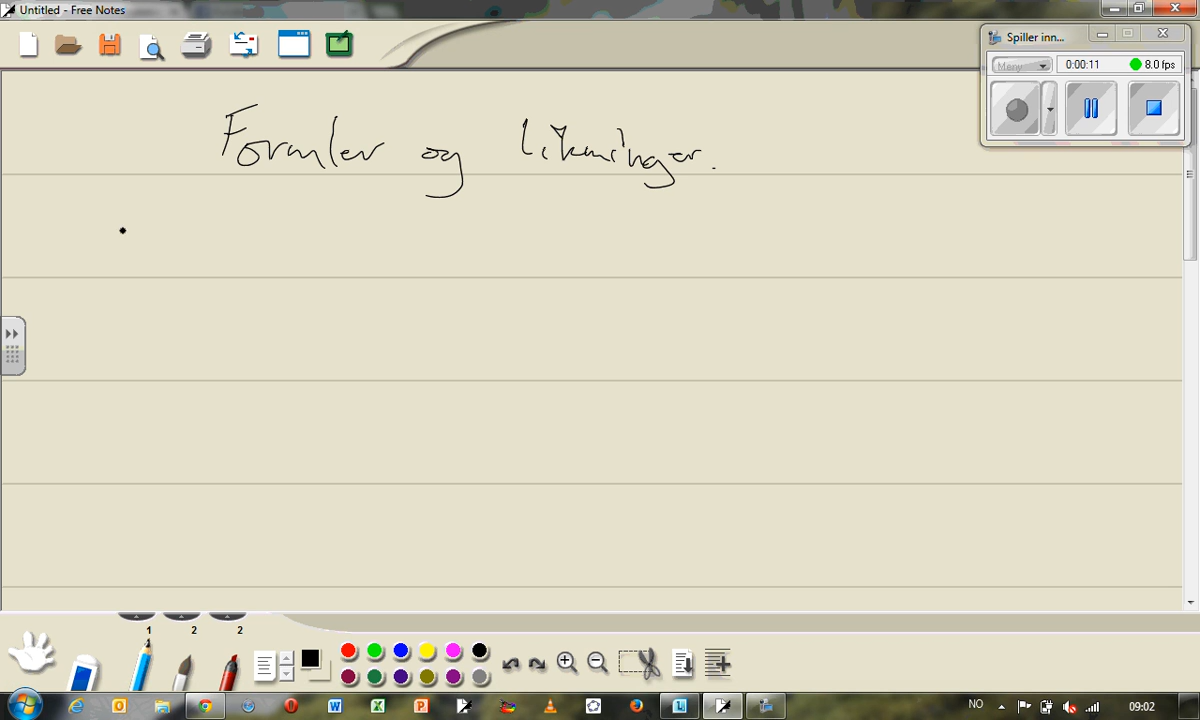 Untitled - Free Notes
Spiller inn...
Meny
0:00:11
8.0 fps
Formler og likninger.
1
2
2
NO
09:02